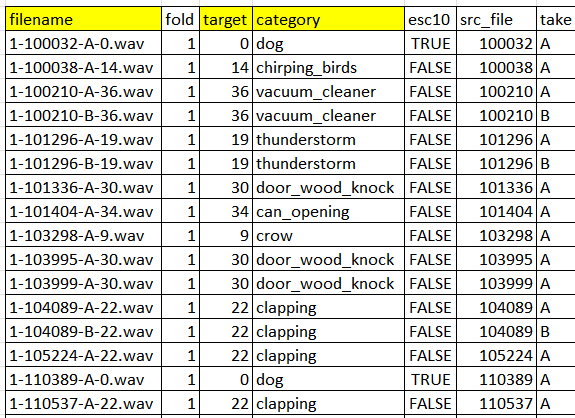 filename fold target category esc10 src_file take
1-100032-A-0.wav 1 0 dog TRUE 100032 A
1-100038-A-14.wav 1 14 chirping_birds FALSE 100038 A
1-100210-A-36.wav 1 36 vacuum_cleaner FALSE 100210 A
1-100210-B-36.wav 1 36 vacuum_cleaner FALSE 100210 B
1-101296-A-19.wav 1 19 thunderstorm FALSE 101296 A
1-101296-B-19.wav 1 19 thunderstorm FALSE 101296 B
1-101336-A-30.wav 1 30 door_wood_knock FALSE 101336 A
1-101404-A-34.wav 1 34 can_opening FALSE 101404 A
1-103298-A-9.wav 1 9 crow FALSE 103298 A
1-103995-A-30.wav 1 30 door_wood_knock FALSE 103995 A
1-103999-A-30.wav 1 30 door_wood_knock FALSE 103999 A
1-104089-A-22.wav 1 22 clapping FALSE 104089 A
1-104089-B-22.wav 1 22 clapping FALSE 104089 B
1-105224-A-22.wav 1 22 clapping FALSE 105224 A
1-110389-A-0.wav 1 0 dog TRUE 110389 A
1-110537-A-22.wav 1 22 clapping FALSE 110537 A